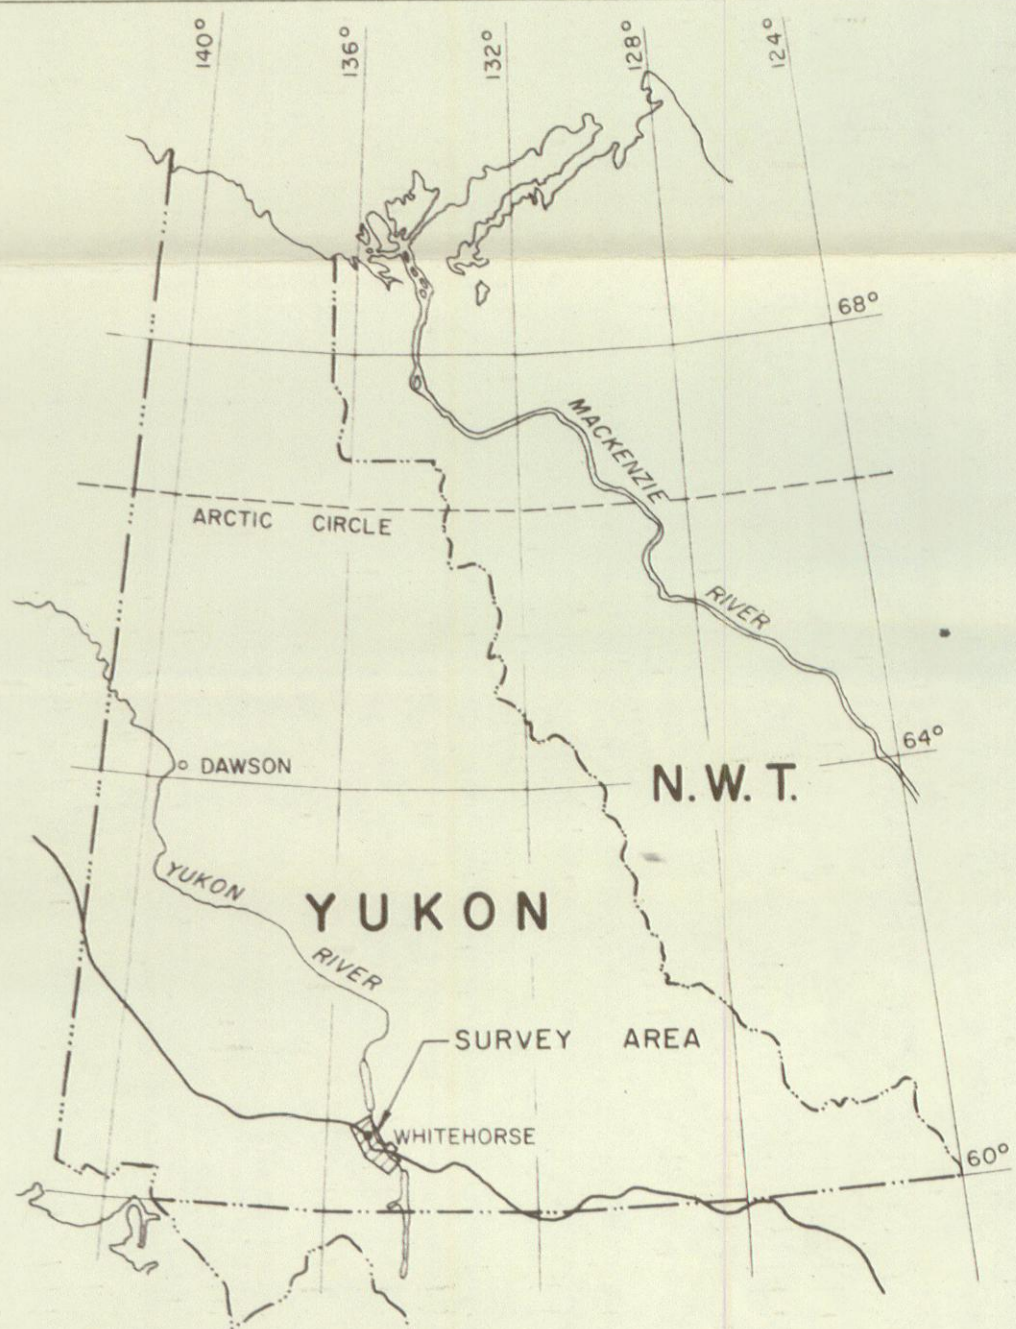 140°
136°
132°
128°
124°
68°
MACKENZIE
RIVER
ARCTIC CIRCLE
DAWSON
64°
N.W.T.
YUKON
RIVER
YUKON
SURVEY AREA
WHITEHORSE
60°